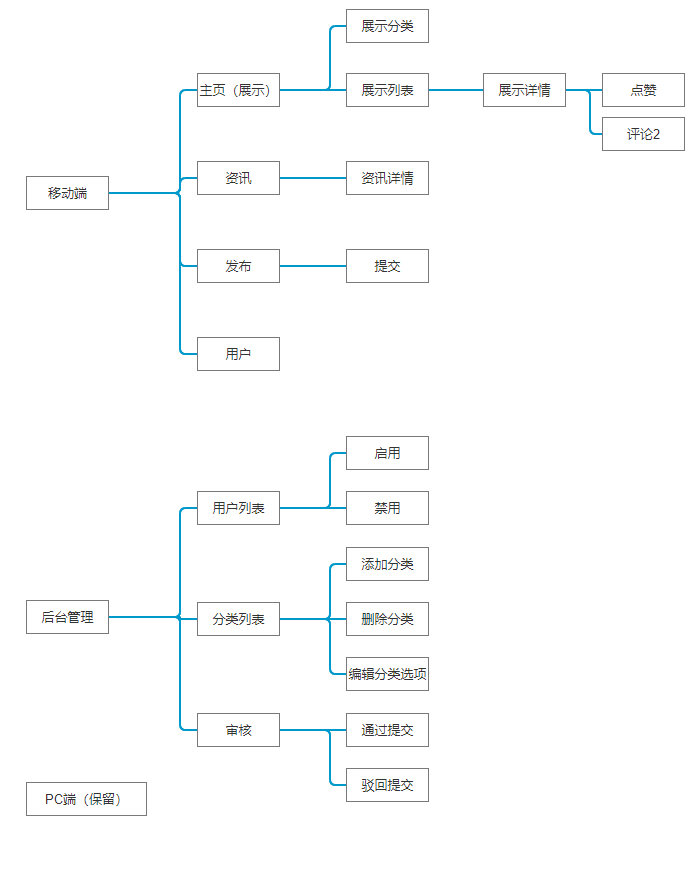 展示分类
主页（展示）
展示列表
展示详情
点赞
评论2
移动端
资讯
资讯详情
发布
提交
用户
启用
用户列表
禁用
添加分类
后台管理
分类列表
删除分类
编辑分类选项
审核
通过提交
驳回提交
PC端（保留）